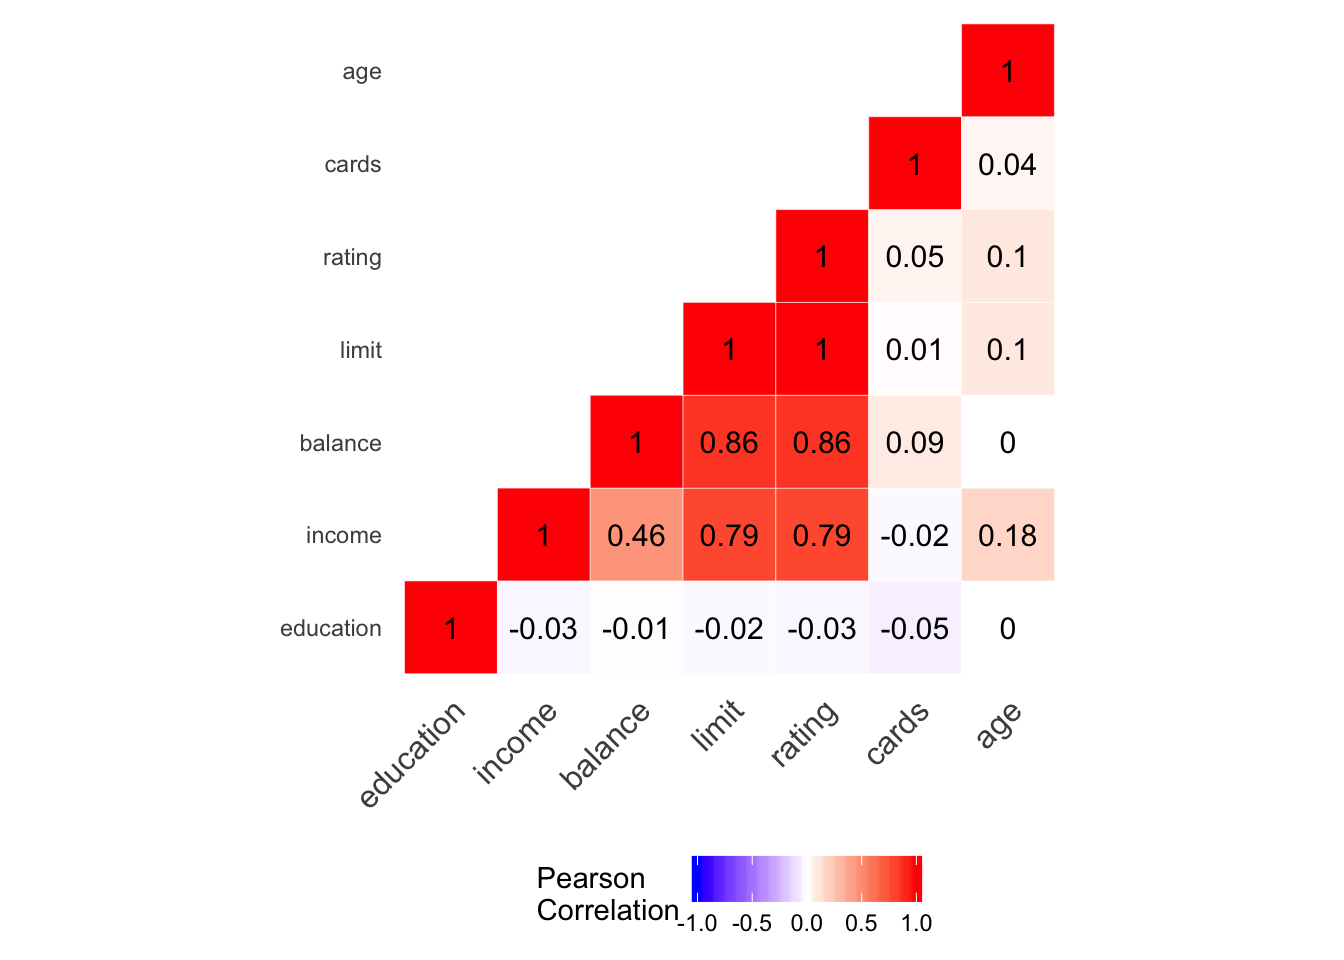 age
1
cards
1 0.04
rating
1 0.05 0.1
limit
1 1 0.01 0.1
balance
1 0.86 0.86 0.09 0
income
1 0.46 0.79 0.79 -0.02 0.18
education
1 -0.03 -0.01 -0.02 -0.03 -0.05 0
education income balance limit rating cards age
Pearson
Correlation
-1.0 -0.5 0.0 0.5 1.0